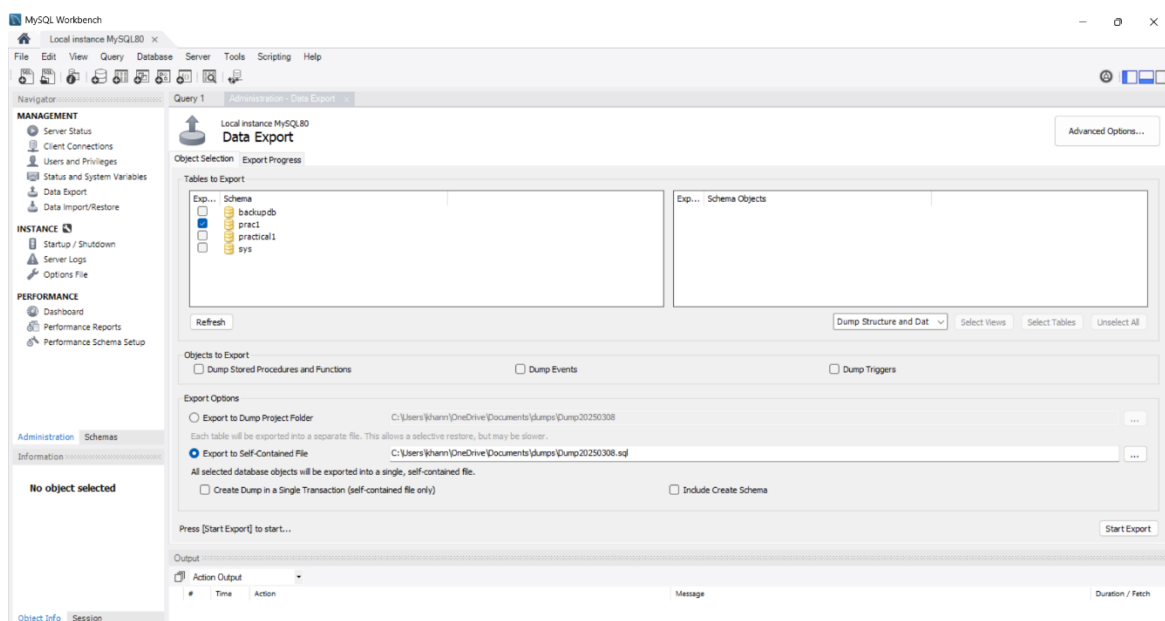 MySQL Workbench
Local instance MySQL80 ×
File Edit View Query Database Server Tools Scripting Help
Navigator
MANAGEMENT
Server Status
Client Connections
Users and Privileges
Status and System Variables
Data Export
Data Import/Restore
INSTANCE
Startup / Shutdown
Server Logs
Options File
PERFORMANCE
Dashboard
Performance Reports
Performance Schema Setup
Administration Schemas
Information
No object selected
Object Info Session
Query 1 Administration - Data Export ×
Local instance MySQL80
Data Export
Advanced Options...
Object Selection Export Progress
Tables to Export
Exp... Schema
backupdb
prac1
practical1
sys
Exp... Schema Objects
Refresh
Dump Structure and Dat
Select Views
Select Tables
Unselect All
Objects to Export
Dump Stored Procedures and Functions
Dump Events
Dump Triggers
Export Options
Export to Dump Project Folder
C:\Users\khann\OneDrive\Documents\dumps\Dump20250308
...
Each table will be exported into a separate file. This allows a selective restore, but may be slower.
Export to Self-Contained File
C:\Users\khann\OneDrive\Documents\dumps\Dump20250308.sql
...
All selected database objects will be exported into a single, self-contained file.
Create Dump in a Single Transaction (self-contained file only)
Include Create Schema
Press [Start Export] to start...
Start Export
Output
Action Output
# Time Action Message Duration / Fetch